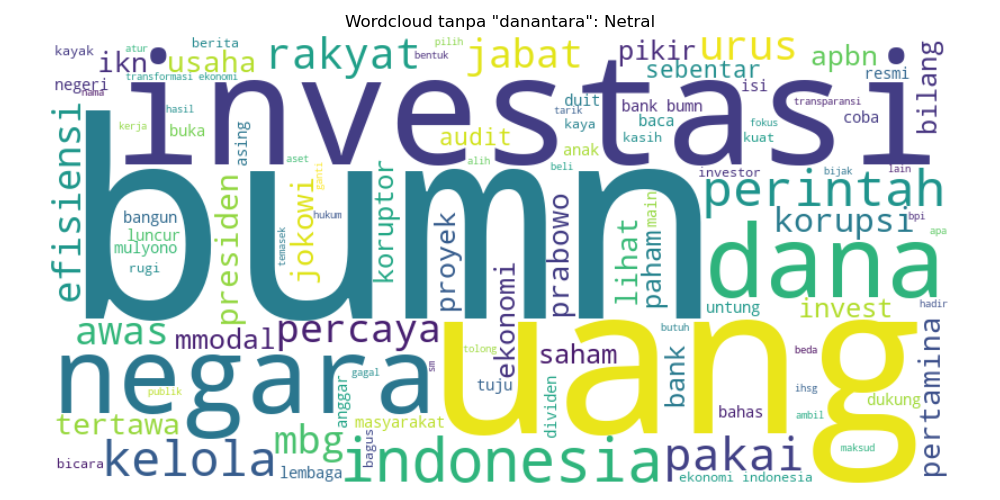 Wordcloud tanpa "danantara": Netral
kayak
ikn
usaha
berita
rakyat
pilih
bentuk
jabat
pikir
urus
apbn
bilang
atur
transformasi ekonomi
negeri
nama
investasi
sebentar
isi
resmi
duit
tarik
kaya
bank bumn
baca
kasih
transparansi
fokus
kuat
coba
hasil
kerja
buka
asing
audit
anak
efisiensi
bumn
aset
ganti
alih
beli
investor
bijak
lain
perintah
presiden
jokowi
koruptor
bangun
luncur
mulyono
rugi
hukum
temasek
proyek
prabowo
lihat
paham
main
korupsi
bpi
apa
dana
untung
invest
hadir
awas
mmodal
percaya
ekonomi
saham
butuh
bank
uang
negara
sm
tolong
gagal
tuju
publik
anggar
dividen
beda
ihsg
ambil
dukung
pertamina
bahas
tertawa
mbg
masyarakat
bagus
maksud
bicara
kelola
lembaga
indonesia
pakai
ekonomi indonesia